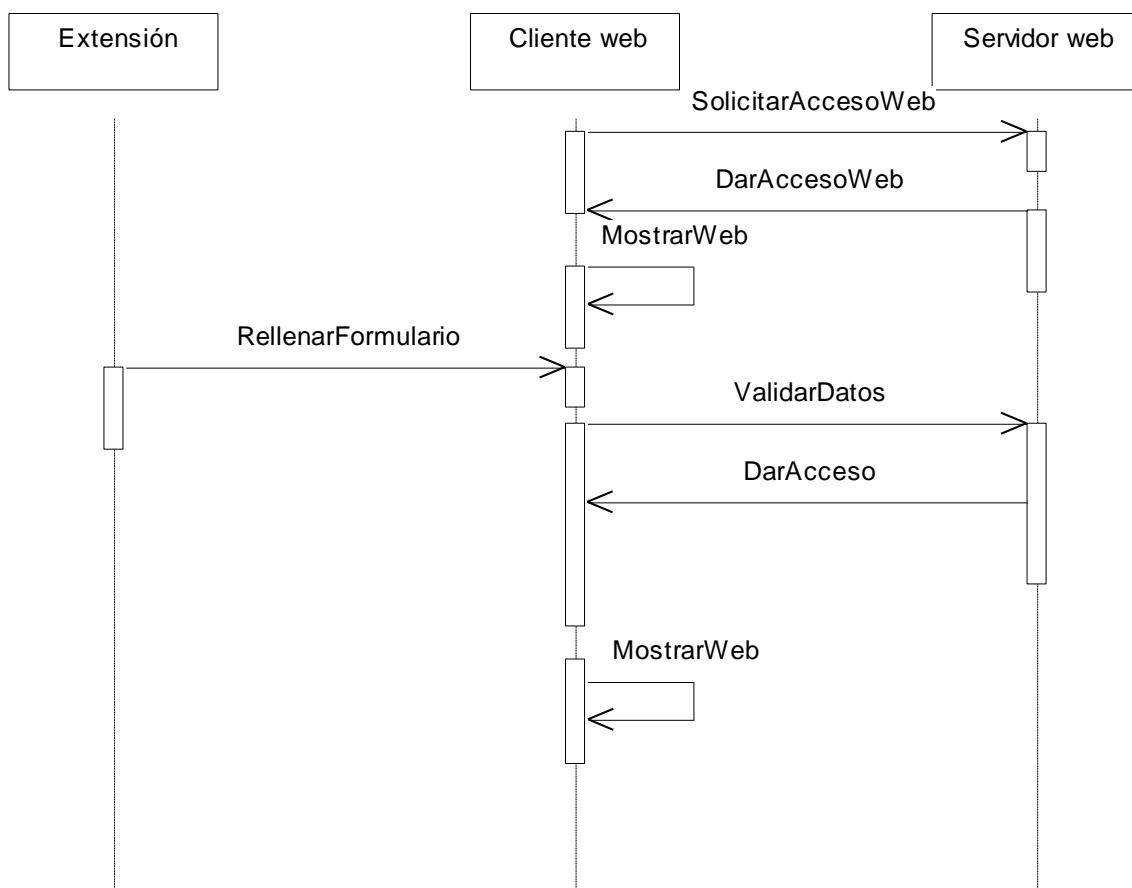 Extensión
Cliente web
Servidor web
SolicitarAccesoWeb
DarAccesoWeb
MostrarWeb
RellenarFormulario
ValidarDatos
DarAcceso
MostrarWeb